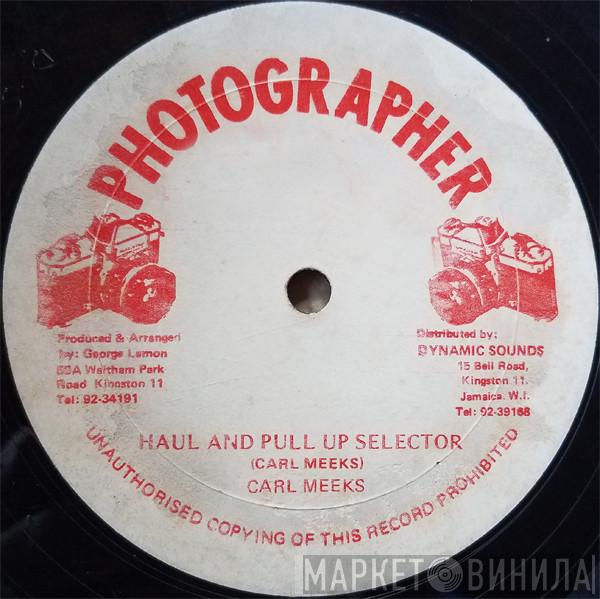 PHOTOGRAPHER
Produced & Arranged
by: George Lemon
58A Waltham Park
Road Kingston 11
Tel: 92-34191
Distributed by:
DYNAMIC SOUNDS
15 Bell Road,
Kingston 11.
Jamaica. W.I.
Tel: 92-39168
HAUL AND PULL UP SELECTOR
(CARL MEEKS)
CARL MEEKS
UNAUTHORISED COPYING OF THIS RECORD PROHIBITED
МАРКЕТ ВИНИЛА